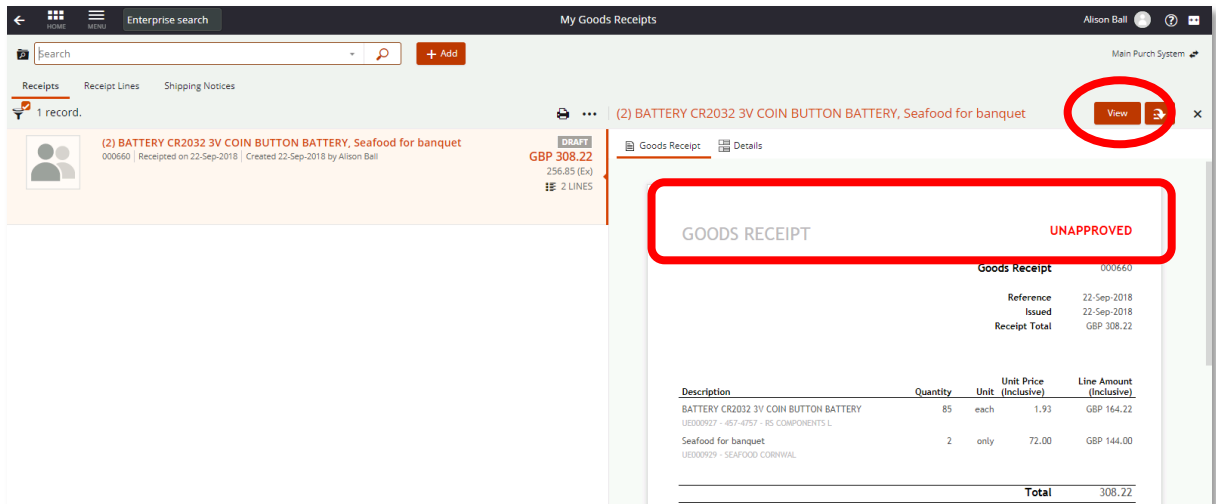 HOME MENU Enterprise search My Goods Receipts Alison Ball
Search + Add Main Purch System
Receipts Receipt Lines Shipping Notices
1 record.
(2) BATTERY CR2032 3V COIN BUTTON BATTERY, Seafood for banquet DRAFT
000660 Receipted on 22-Sep-2018 Created 22-Sep-2018 by Alison Ball GBP 308.22
256.85 (Ex)
2 LINES
(2) BATTERY CR2032 3V COIN BUTTON BATTERY, Seafood for banquet View
Goods Receipt Details
GOODS RECEIPT UNAPPROVED
Goods Receipt 000660
Reference 22-Sep-2018
Issued 22-Sep-2018
Receipt Total GBP 308.22
Description Quantity Unit Unit Price (Inclusive) Line Amount (Inclusive)
BATTERY CR2032 3V COIN BUTTON BATTERY 85 each 1.93 GBP 164.22
UE000927 - 457-4757 - RS COMPONENTS L
Seafood for banquet 2 only 72.00 GBP 144.00
UE000929 - SEAFOOD CORNWAL
Total 308.22